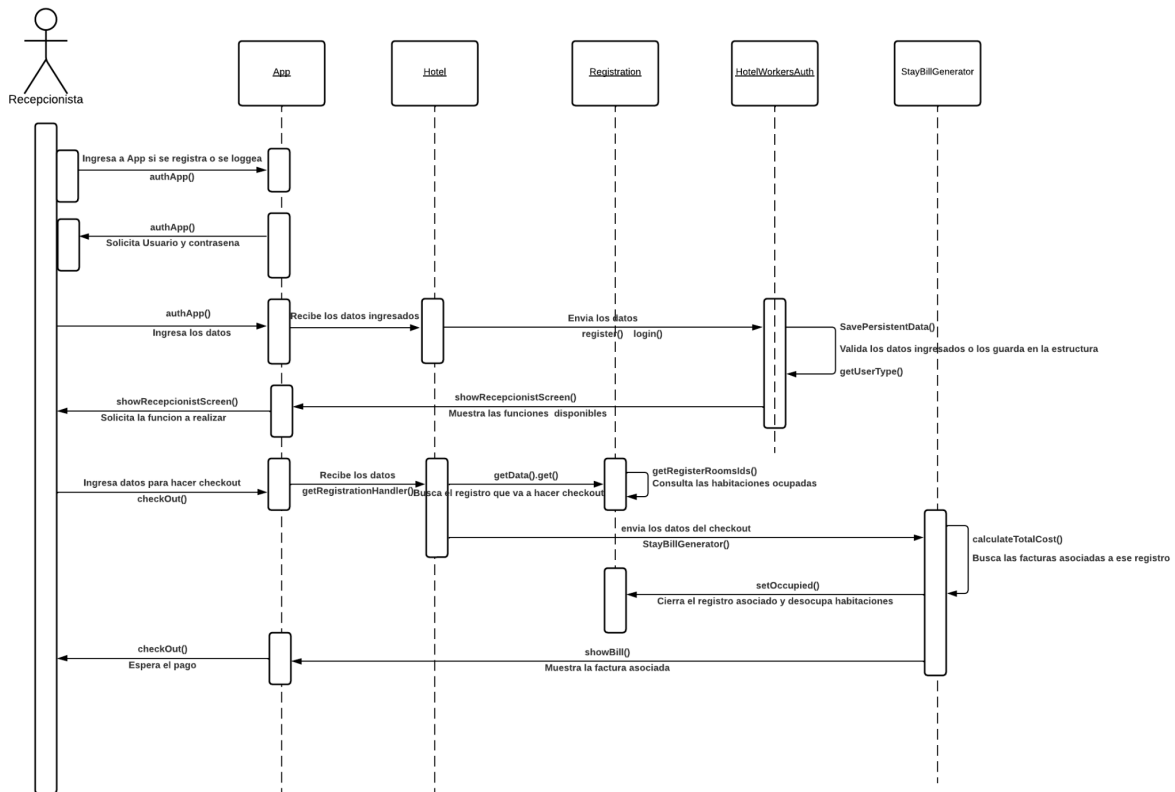 Recepcionista
App
Hotel
Registration
HotelWorkersAuth
StayBillGenerator
Ingresa a App si se registra o se loggea
authApp()
authApp()
Solicita Usuario y contrasena
authApp()
Ingresa los datos
Recibe los datos ingresados
Envia los datos
register() login()
SavePersistentData()
Valida los datos ingresados o los guarda en la estructura
getUserType()
showRecepcionistScreen()
Muestra las funciones disponibles
showRecepcionistScreen()
Solicita la funcion a realizar
Ingresa datos para hacer checkout
checkOut()
Recibe los datos
getRegistrationHandler()
getData().get()
Busca el registro que va a hacer checkout
getRegisterRoomsIds()
Consulta las habitaciones ocupadas
envia los datos del checkout
StayBillGenerator()
calculateTotalCost()
Busca las facturas asociadas a ese registro
setOccupied()
Cierra el registro asociado y desocupa habitaciones
showBill()
Muestra la factura asociada
checkOut()
Espera el pago